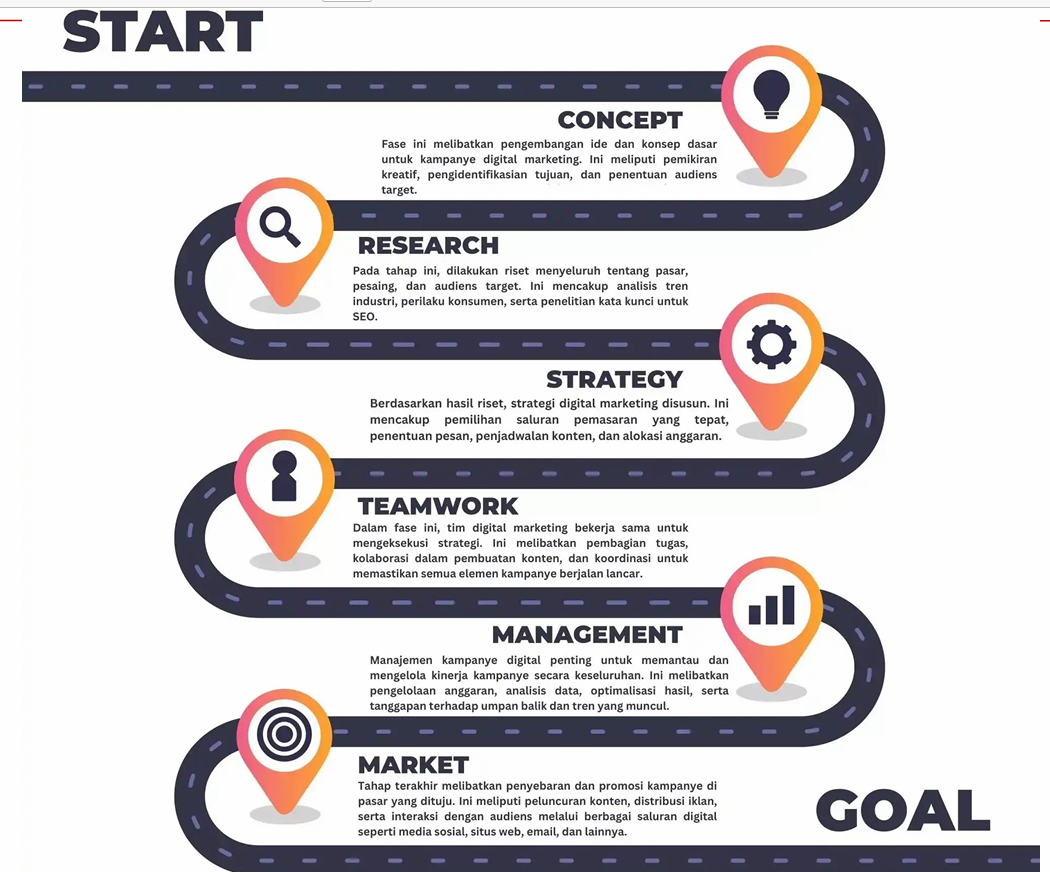 START
CONCEPT
Fase ini melibatkan pengembangan ide dan konsep dasar
untuk kampanye digital marketing. Ini meliputi pemikiran
kreatif, pengidentifikasian tujuan, dan penentuan audiens
target.
RESEARCH
Pada tahap ini, dilakukan riset menyeluruh tentang pasar,
pesaing, dan audiens target. Ini mencakup analisis tren
industri, perilaku konsumen, serta penelitian kata kunci untuk
SEO.
STRATEGY
Berdasarkan hasil riset, strategi digital marketing disusun. Ini
mencakup pemilihan saluran pemasaran yang tepat,
penentuan pesan, penjadwalan konten, dan alokasi anggaran.
TEAMWORK
Dalam fase ini, tim digital marketing bekerja sama untuk
mengeksekusi strategi. Ini melibatkan pembagian tugas,
kolaborasi dalam pembuatan konten, dan koordinasi untuk
memastikan semua elemen kampanye berjalan lancar.
MANAGEMENT
Manajemen kampanye digital penting untuk memantau dan
mengelola kinerja kampanye secara keseluruhan. Ini melibatkan
pengelolaan anggaran, analisis data, optimalisasi hasil, serta
tanggapan terhadap umpan balik dan tren yang muncul.
MARKET
Tahap terakhir melibatkan penyebaran dan promosi kampanye di
pasar yang dituju. Ini meliputi peluncuran konten, distribusi iklan,
serta interaksi dengan audiens melalui berbagai saluran digital
seperti media sosial, situs web, email, dan lainnya.
GOAL